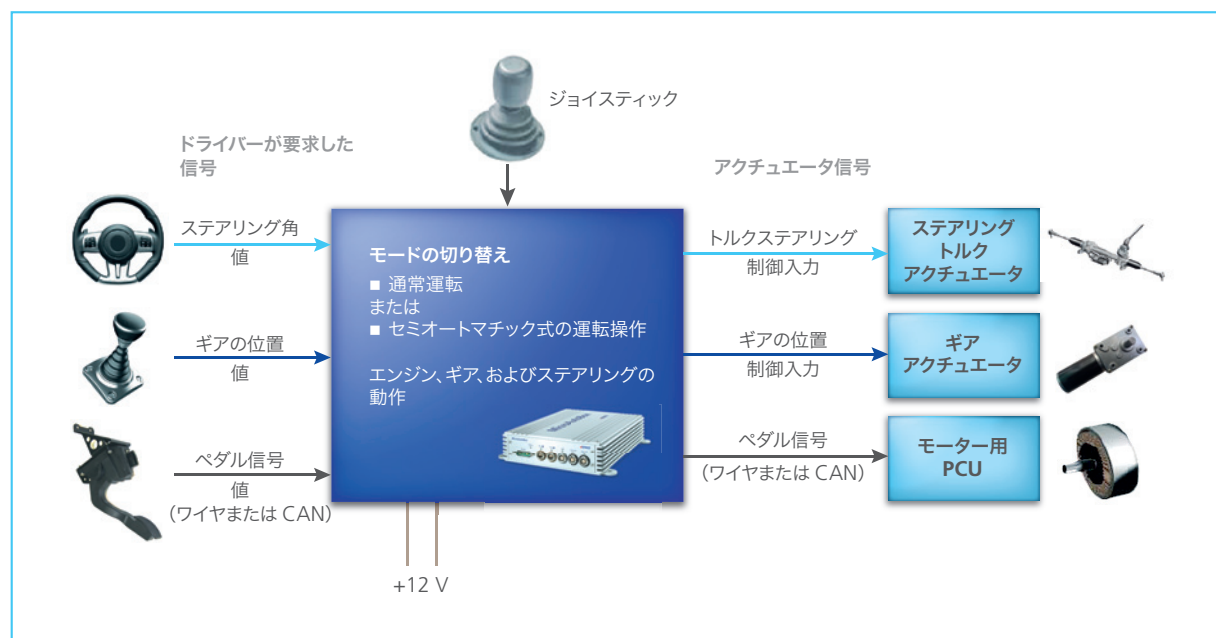 ジョイスティック
ドライバーが要求した
信号
アクチュエータ信号
ステアリング角
値
ギアの位置
値
ペダル信号
値
（ワイヤまたは CAN）
モードの切り替え
■ 通常運転
または
■ セミオートマチック式の運転操作
エンジン、ギア、およびステアリングの
動作
+12 V
トルクステアリング
制御入力
ギアの位置
制御入力
ペダル信号
（ワイヤまたは CAN）
ステアリング
トルク
アクチュエータ
ギア
アクチュエータ
モーター用
PCU